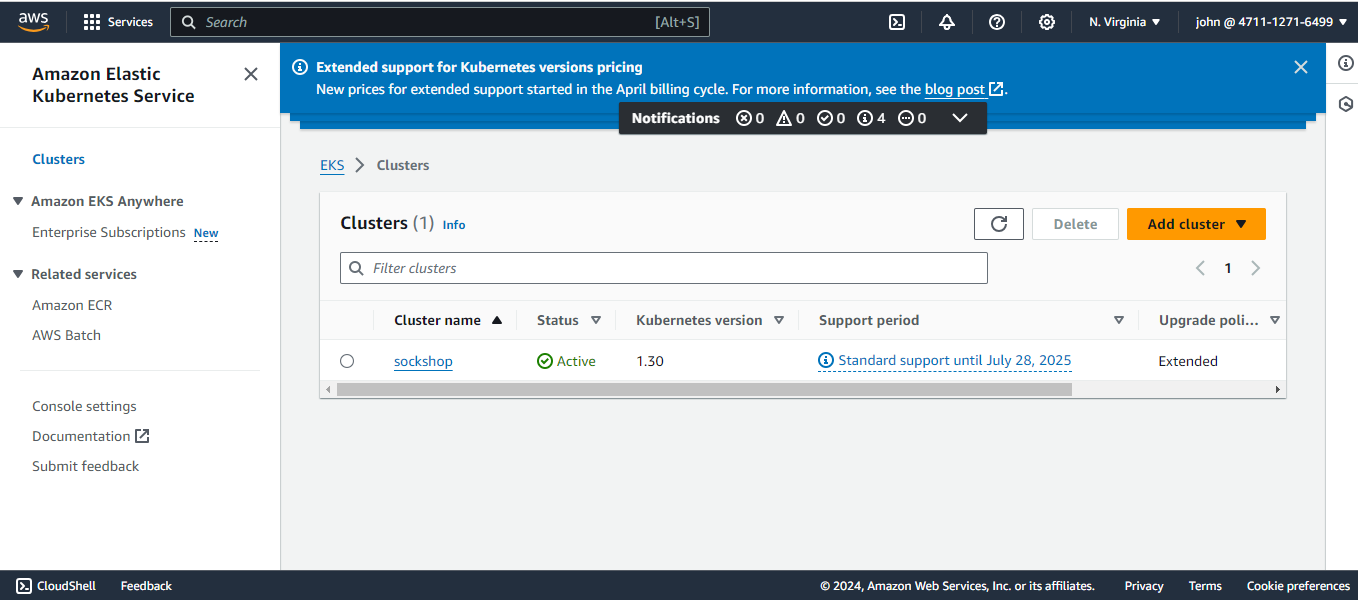 aws Services Search [Alt+S] N. Virginia john @ 4711-1271-6499
Amazon Elastic
Kubernetes Service
Clusters
Amazon EKS Anywhere
Enterprise Subscriptions New
Related services
Amazon ECR
AWS Batch
Console settings
Documentation
Submit feedback
Extended support for Kubernetes versions pricing
New prices for extended support started in the April billing cycle. For more information, see the blog post.
Notifications 0 0 0 4 0
EKS Clusters
Clusters (1) Info Delete Add cluster
Filter clusters 1
Cluster name Status Kubernetes version Support period Upgrade poli...
sockshop Active 1.30 Standard support until July 28, 2025 Extended
CloudShell Feedback © 2024, Amazon Web Services, Inc. or its affiliates. Privacy Terms Cookie preferences